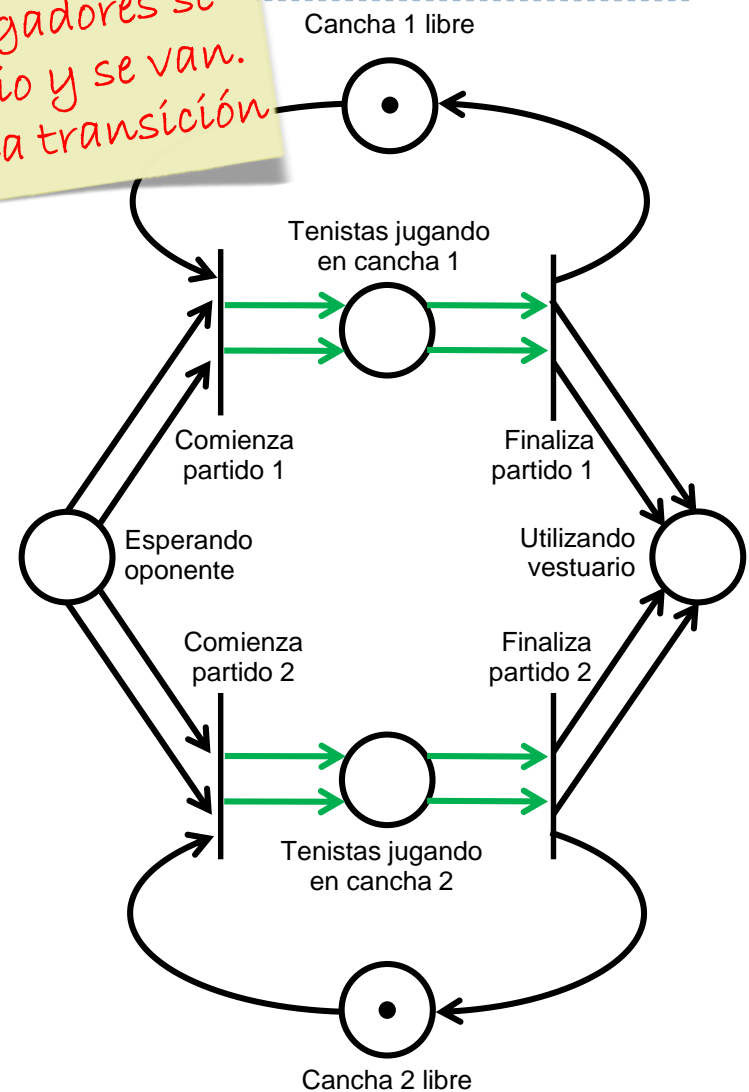 gadores se
io y se van.
a transición
Cancha 1 libre
Tenistas jugando
en cancha 1
Comienza
partido 1
Finaliza
partido 1
Esperando
oponente
Utilizando
vestuario
Comienza
partido 2
Finaliza
partido 2
Tenistas jugando
en cancha 2
Cancha 2 libre